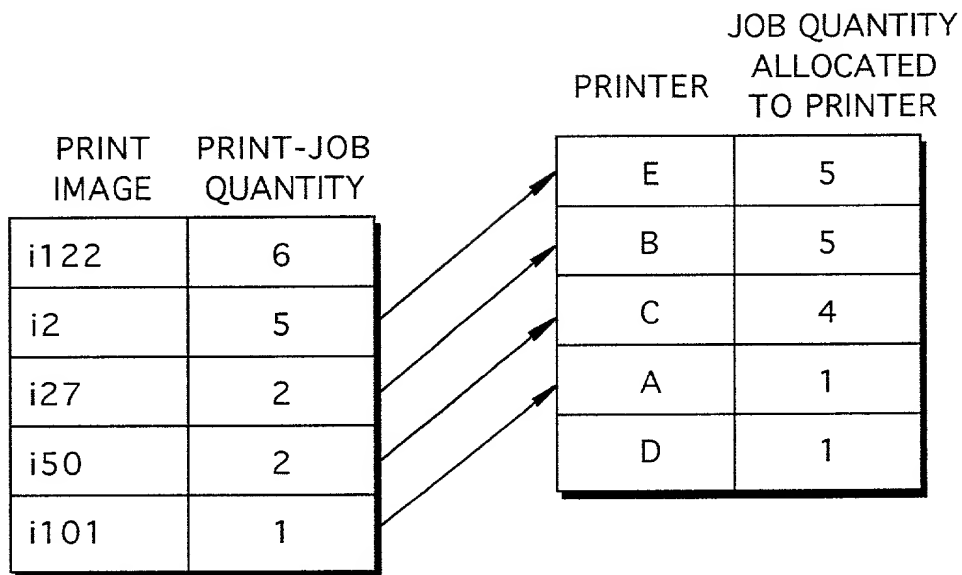 PRINT IMAGE PRINT-JOB QUANTITY
i122 6
i2 5
i27 2
i50 2
i101 1
PRINTER JOB QUANTITY ALLOCATED TO PRINTER
E 5
B 5
C 4
A 1
D 1